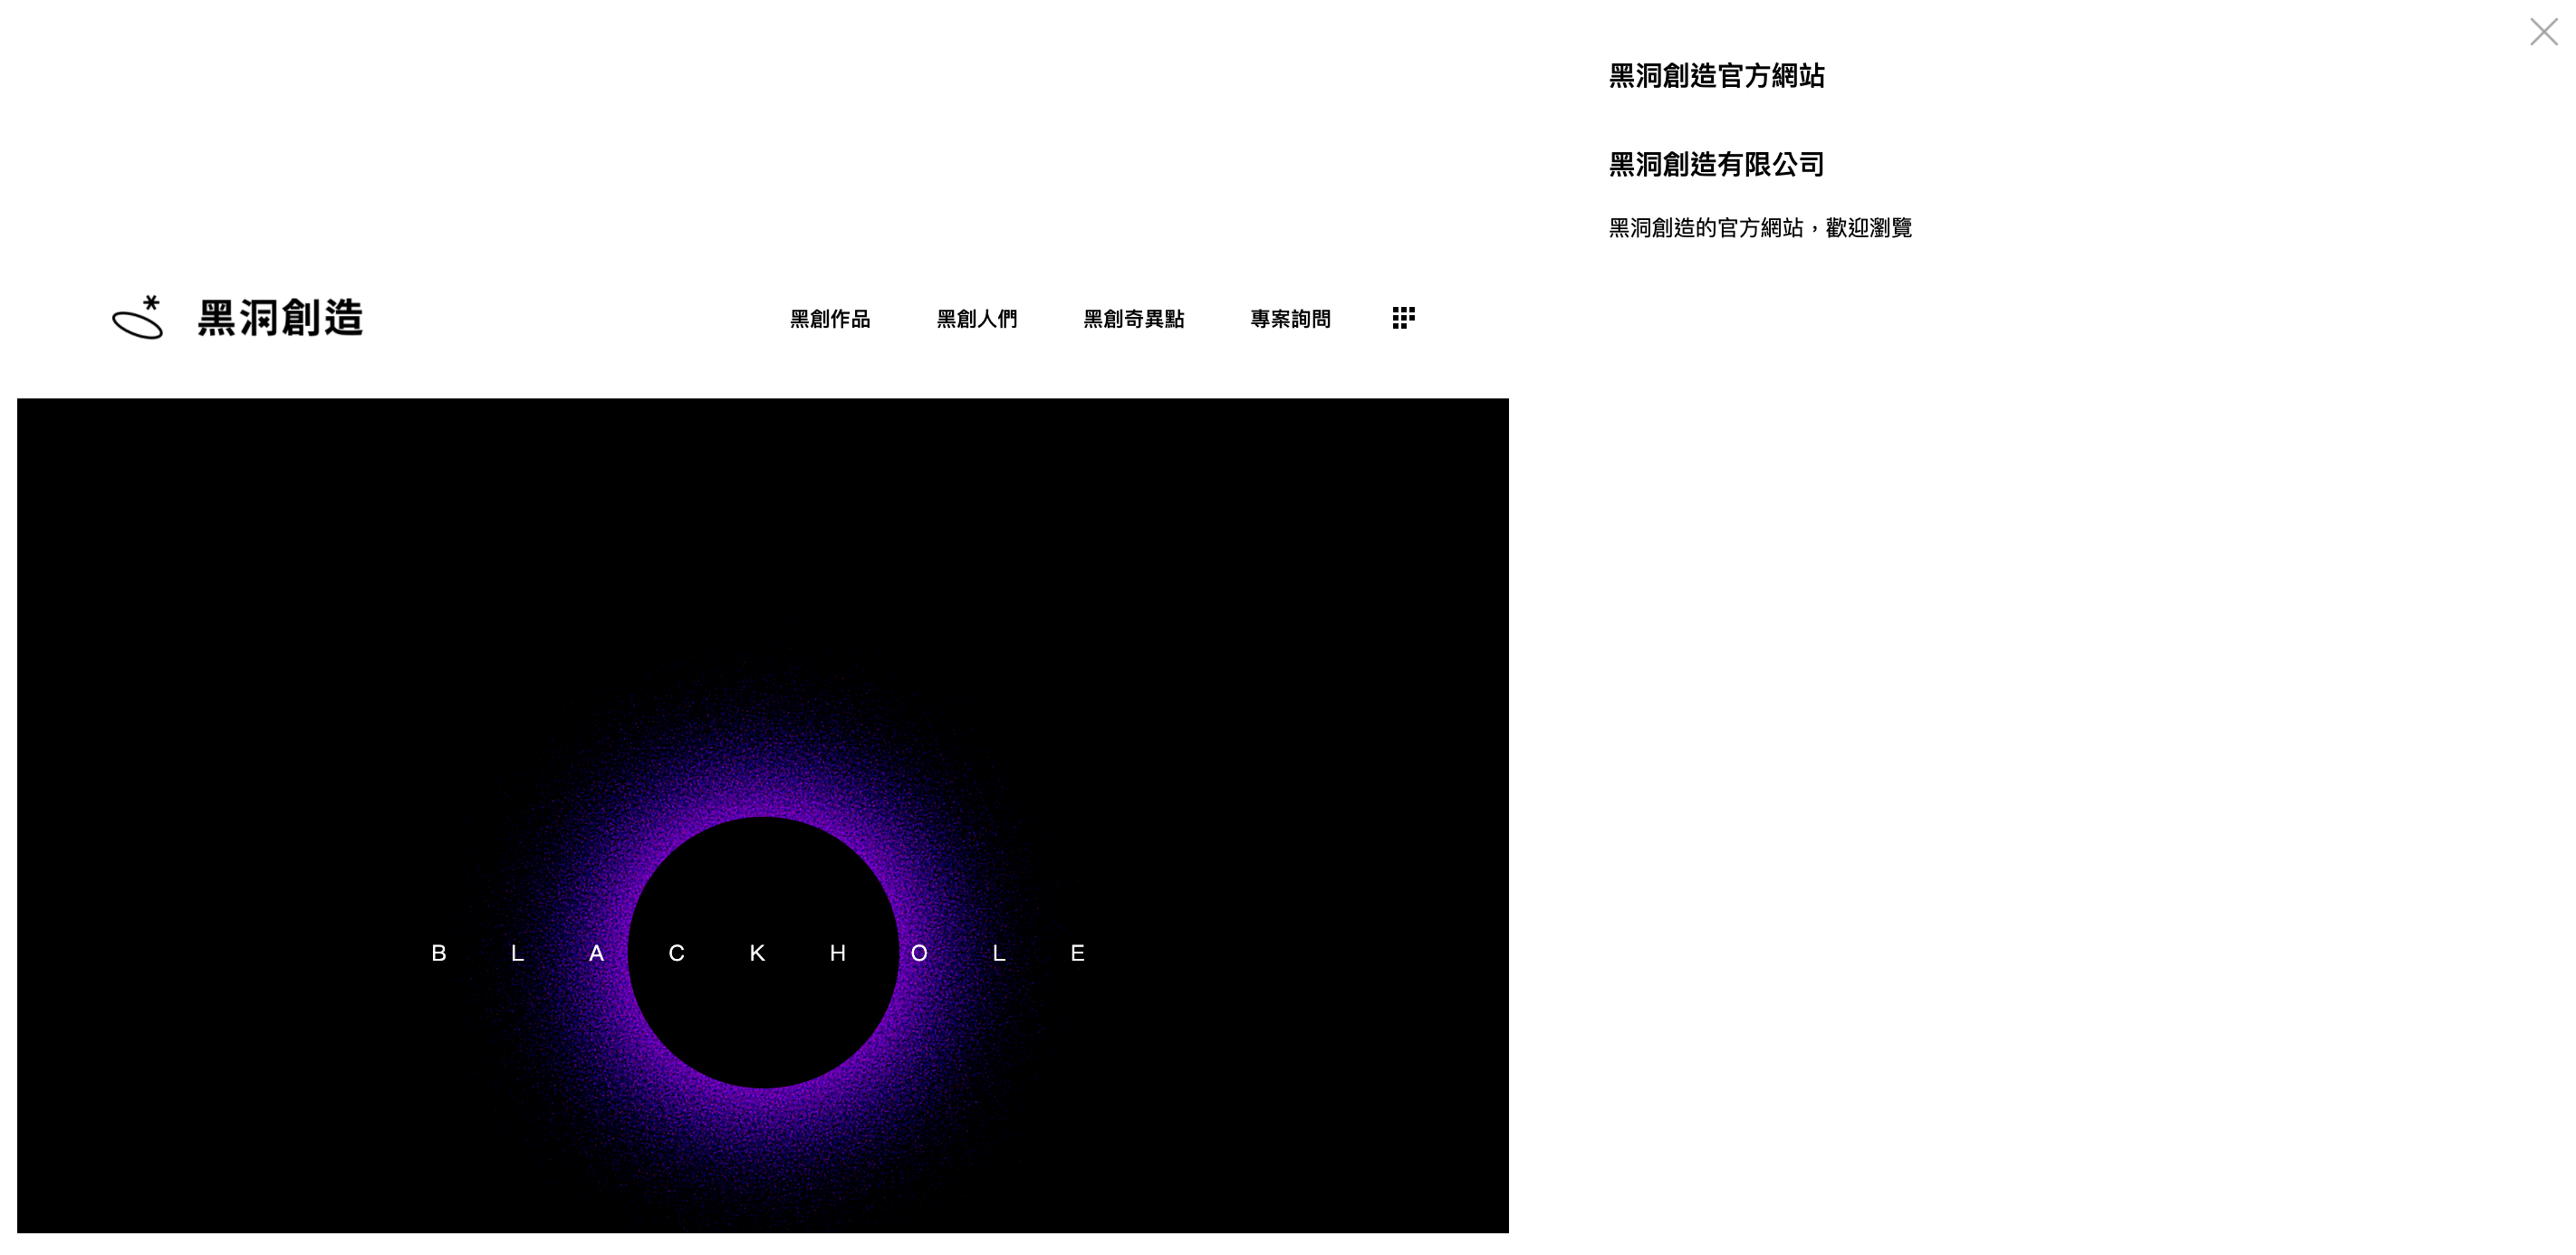 黑洞創造官方網站
黑洞創造有限公司
黑洞創造的官方網站，歡迎瀏覽
黑洞創造
黑創作品 黑創人們 黑創奇異點 專案詢問
BLACKHOLE